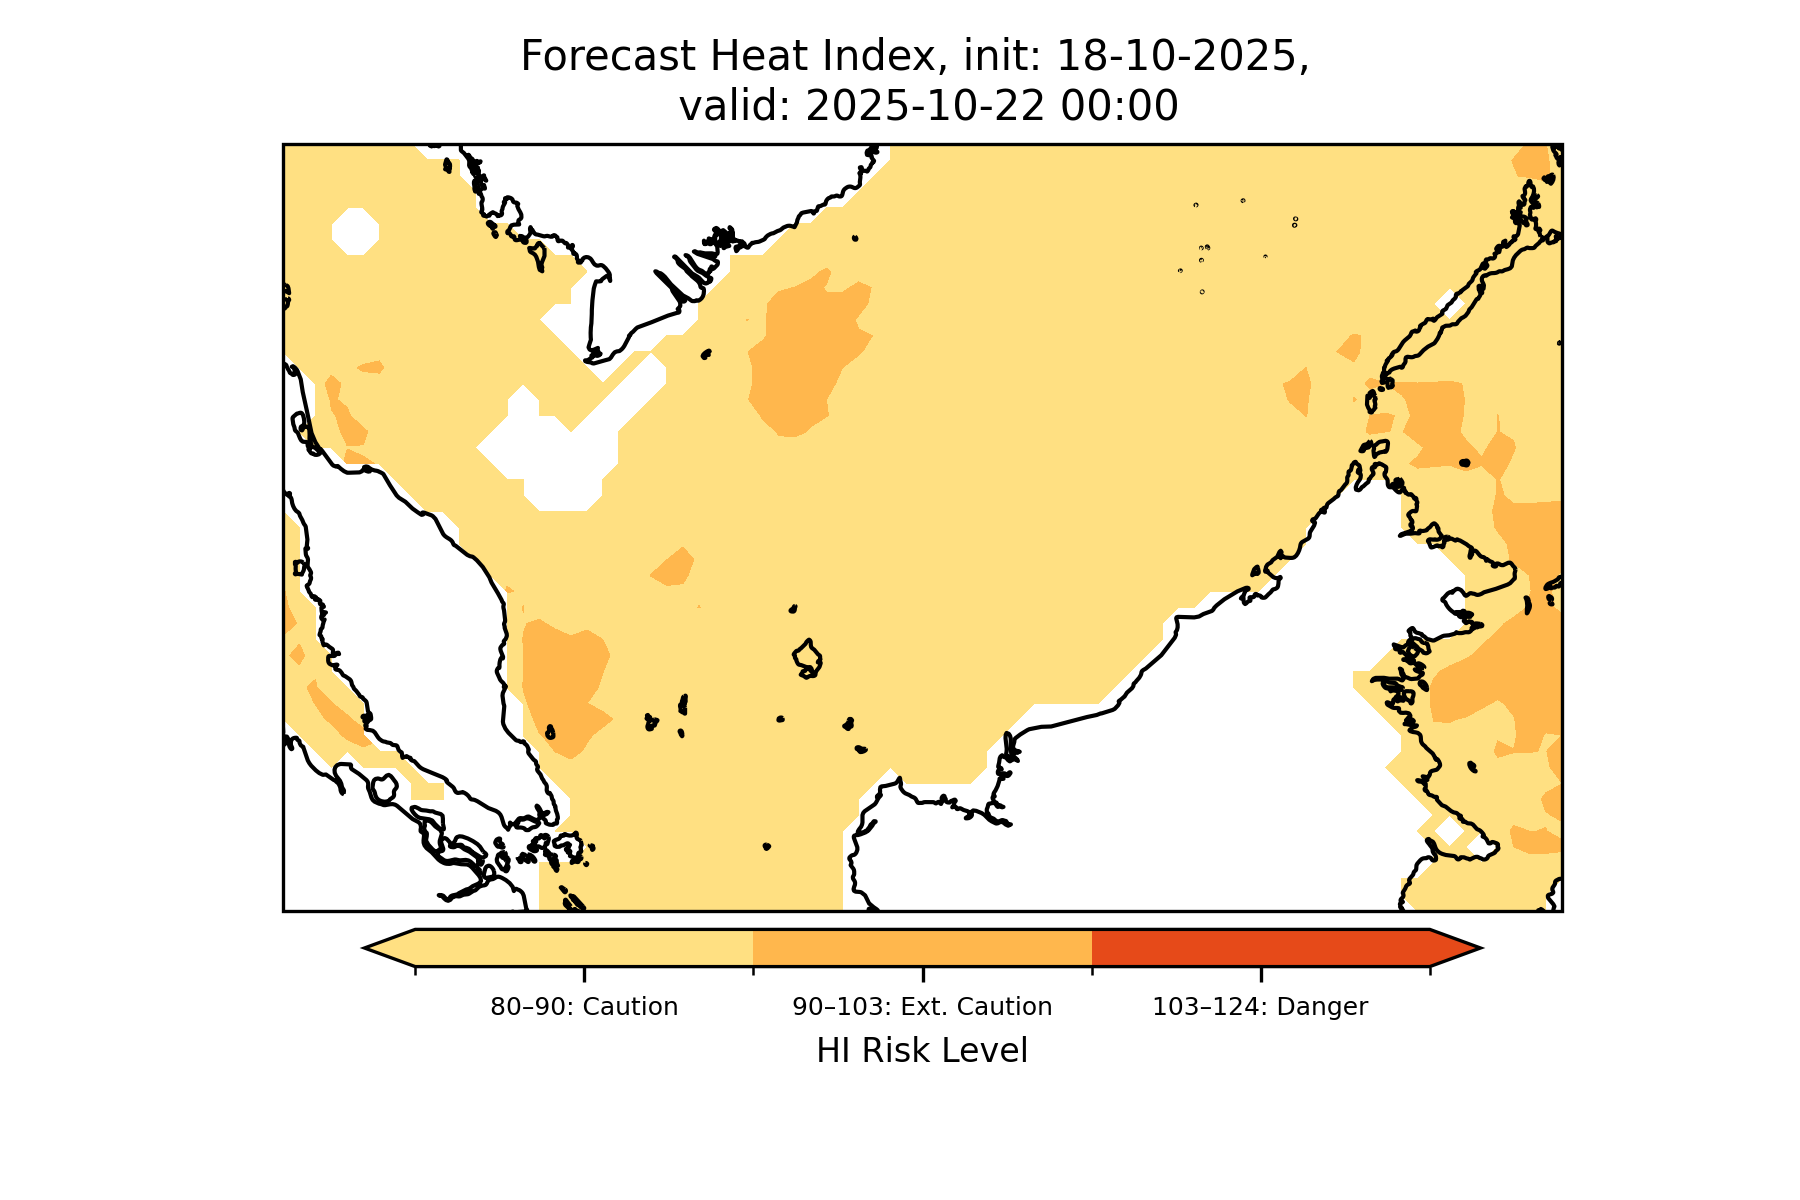 Forecast Heat Index, init: 18-10-2025,
valid: 2025-10-22 00:00
80–90: Caution
90–103: Ext. Caution
103–124: Danger
HI Risk Level